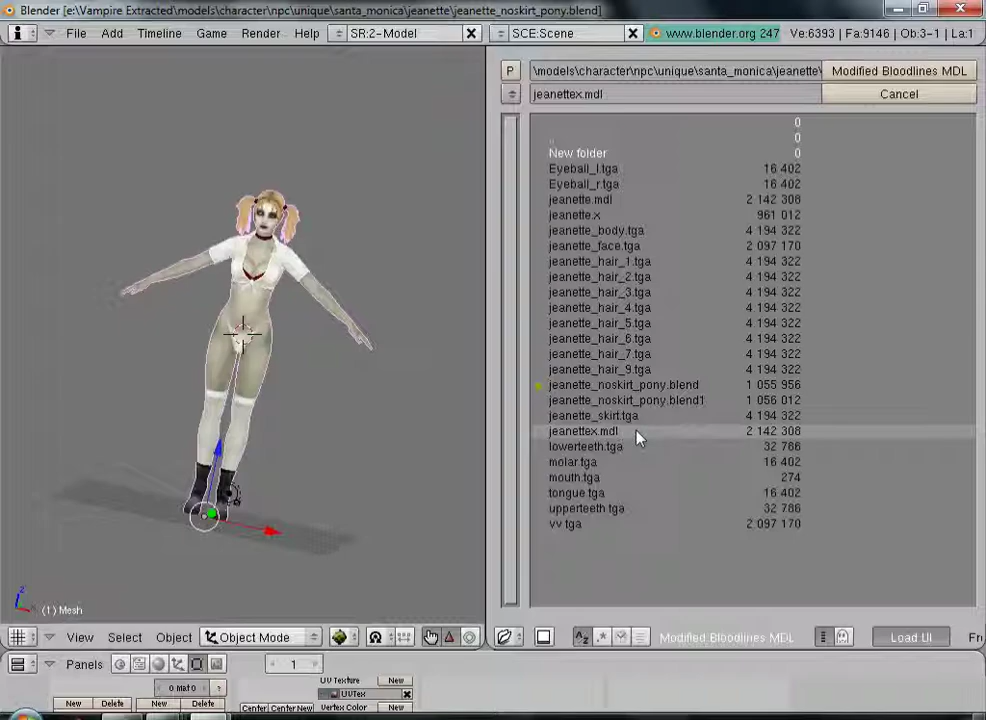 Blender [e:\Vampire Extracted\models\character\npc\unique\santa_monica\jeanette\jeanette_noskirt_pony.blend]
File Add Timeline Game Render Help SR:2-Model SCE:Scene www.blender.org 247 Ve:6393 | Fa:9146 | Ob:3-1 | La:1
P \models\character\npc\unique\santa_monica\jeanette\ Modified Bloodlines MDL
jeanettex.mdl Cancel
. 0
.. 0
New folder 0
Eyeball_l.tga 16 402
Eyeball_r.tga 16 402
jeanette.mdl 2 142 308
jeanette.x 961 012
jeanette_body.tga 4 194 322
jeanette_face.tga 2 097 170
jeanette_hair_1.tga 4 194 322
jeanette_hair_2.tga 4 194 322
jeanette_hair_3.tga 4 194 322
jeanette_hair_4.tga 4 194 322
jeanette_hair_5.tga 4 194 322
jeanette_hair_6.tga 4 194 322
jeanette_hair_7.tga 4 194 322
jeanette_hair_9.tga 4 194 322
jeanette_noskirt_pony.blend 1 055 956
jeanette_noskirt_pony.blend1 1 056 012
jeanette_skirt.tga 4 194 322
jeanettex.mdl 2 142 308
lowerteeth.tga 32 786
molar.tga 16 402
mouth.tga 274
tongue.tga 16 402
upperteeth.tga 32 786
vv.tga 2 097 170
z x
(1) Mesh
View Select Object Object Mode Modified Bloodlines MDL Load UI Fr
Panels 1
0 mat 0 ? UV Texture New
UVTex
New Delete New Delete Center Center New Vertex Color New